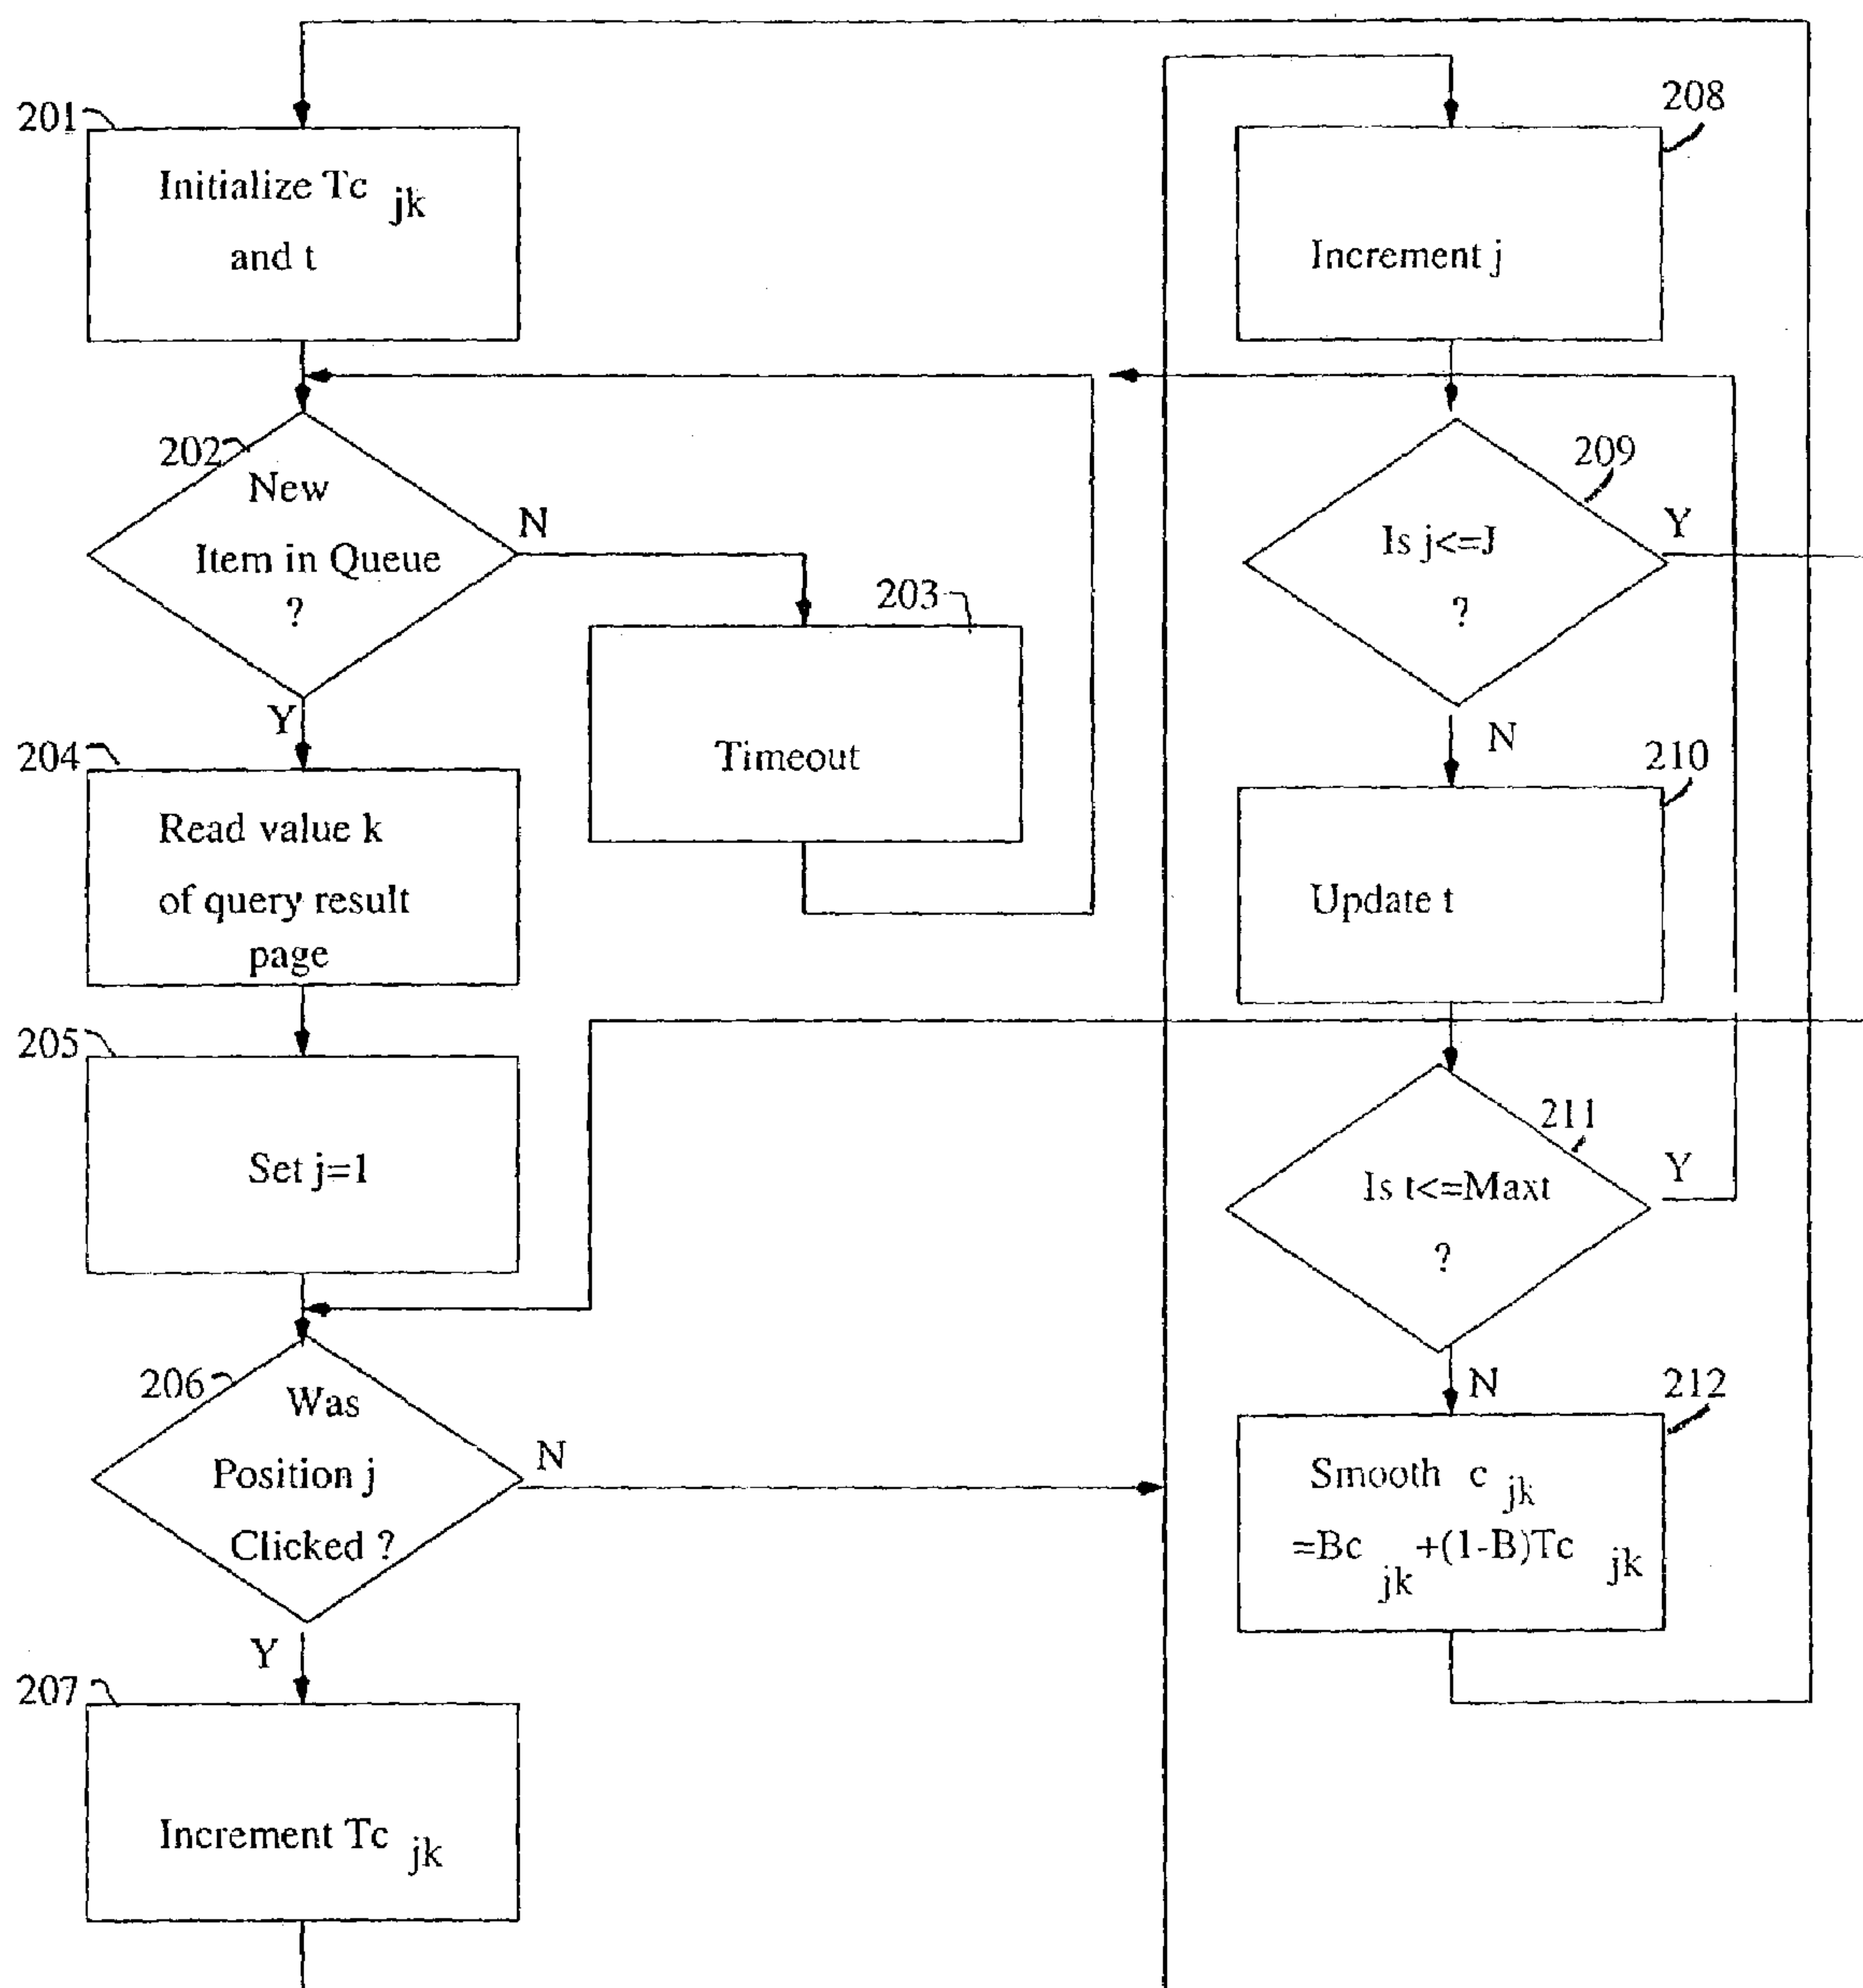 201
Initialize Tc jk
and t
202
New
Item in Queue
?
N
Y
203
Timeout
204
Read value k
of query result
page
205
Set j=1
206
Was
Position j
Clicked ?
N
Y
207
Increment Tc jk
208
Increment j
209
Is j<=J
?
Y
N
210
Update t
211
Is t<=Maxt
?
Y
N
212
Smooth c jk
=Bc jk +(1-B)Tc jk